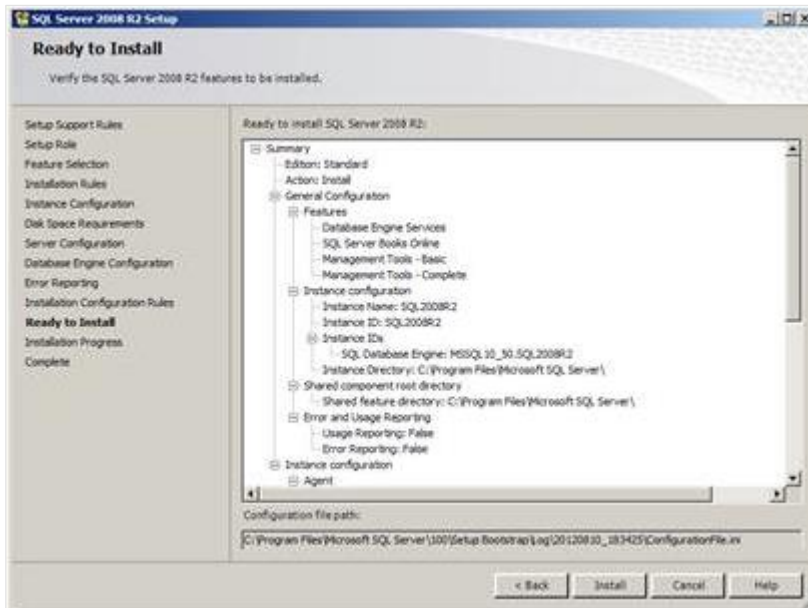 SQL Server 2008 R2 Setup
Ready to Install
Verify the SQL Server 2008 R2 features to be installed.
Setup Support Rules
Setup Role
Feature Selection
Installation Rules
Instance Configuration
Disk Space Requirements
Server Configuration
Database Engine Configuration
Error Reporting
Installation Configuration Rules
Ready to Install
Installation Progress
Complete
Ready to install SQL Server 2008 R2:
Summary
Edition: Standard
Action: Install
General Configuration
Features
Database Engine Services
SQL Server Books Online
Management Tools - Basic
Management Tools - Complete
Instance configuration
Instance Name: SQL2008R2
Instance ID: SQL2008R2
Instance IDs
SQL Database Engine: MSSQL10_50.SQL2008R2
Instance Directory: C:\Program Files\Microsoft SQL Server\
Shared component root directory
Shared feature directory: C:\Program Files\Microsoft SQL Server\
Error and Usage Reporting
Usage Reporting: False
Error Reporting: False
Instance configuration
Agent
Configuration file path:
C:\Program Files\Microsoft SQL Server\100\Setup Bootstrap\Log\20120810_183425\ConfigurationFile.ini
< Back
Install
Cancel
Help